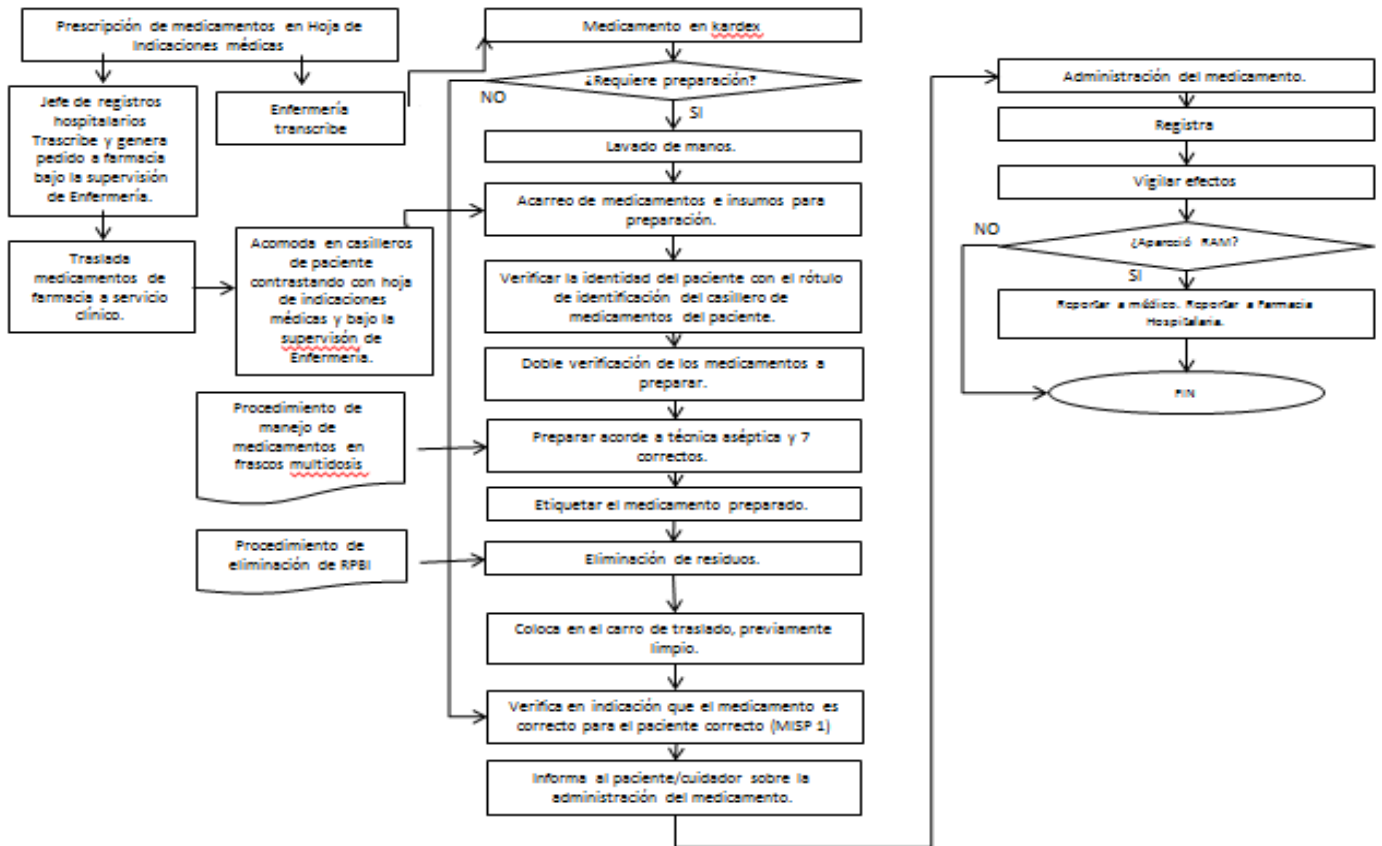 Prescripción de medicamentos en Hoja de
Indicaciones médicas
Jefe de registros
hospitalarios
Trascribe y genera
pedido a farmacia
bajo la supervisión
de Enfermería.
Enfermería
transcribe
Traslada
medicamentos de
farmacia a servicio
clínico.
Acomoda en casilleros
de paciente
contrastando con hoja
de indicaciones
médicas y bajo la
supervisón de
Enfermería.
Procedimiento de
manejo de
medicamentos en
frascos multidosis
Procedimiento de
eliminación de RPBI
Medicamento en kardex
¿Requiere preparación?
NO
SI
Lavado de manos.
Acarreo de medicamentos e insumos para
preparación.
Verificar la identidad del paciente con el rótulo
de identificación del casillero de
medicamentos del paciente.
Doble verificación de los medicamentos a
preparar.
Preparar acorde a técnica aséptica y 7
correctos.
Etiquetar el medicamento preparado.
Eliminación de residuos.
Coloca en el carro de traslado, previamente
limpio.
Verifica en indicación que el medicamento es
correcto para el paciente correcto (MISP 1)
Informa al paciente/cuidador sobre la
administración del medicamento.
Administración del medicamento.
Registra
Vigilar efectos
¿Apareció RAM?
NO
SI
Reportar a médico. Reportar a Farmacia
Hospitalaria.
FIN